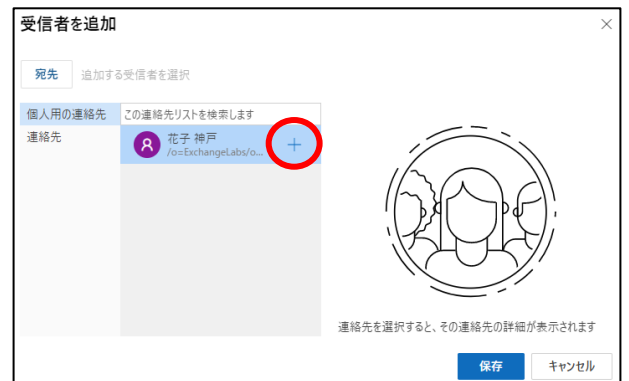 受信者を追加
宛先 追加する受信者を選択
個人用の連絡先 この連絡先リストを検索します
連絡先
花子 神戸
/o=ExchangeLabs/o...
連絡先を選択すると、その連絡先の詳細が表示されます
保存 キャンセル